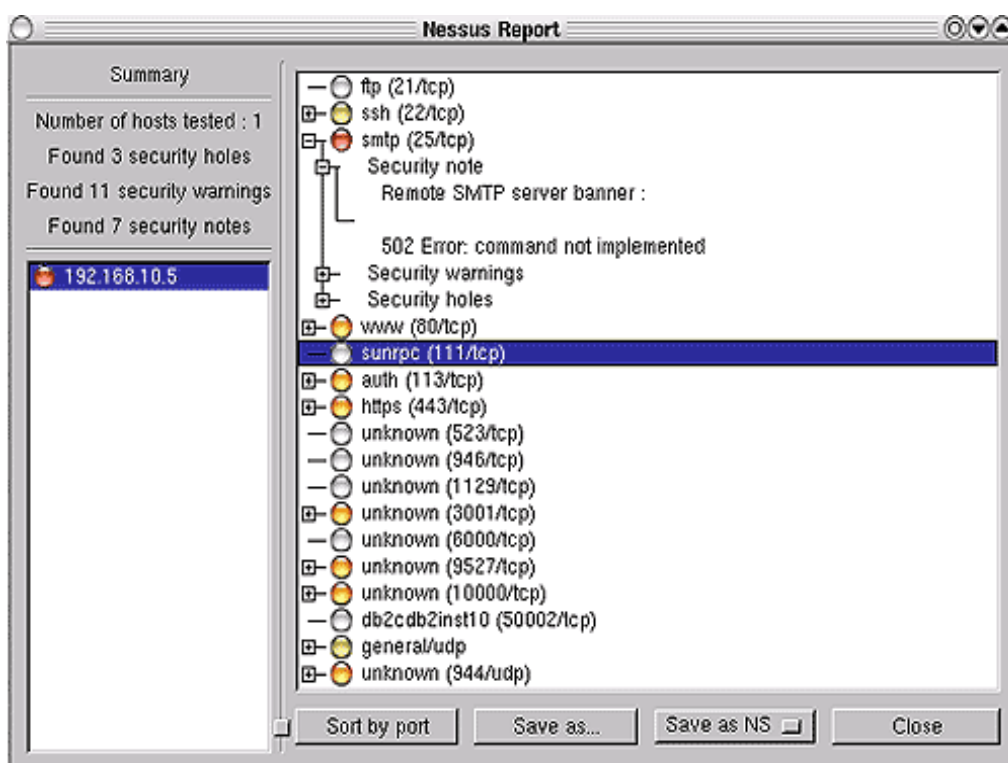 Nessus Report
Summary
Number of hosts tested : 1
Found 3 security holes
Found 11 security warnings
Found 7 security notes
192.168.10.5
ftp (21/tcp)
ssh (22/tcp)
smtp (25/tcp)
Security note
Remote SMTP server banner :
502 Error: command not implemented
Security warnings
Security holes
www (80/tcp)
sunrpc (111/tcp)
auth (113/tcp)
https (443/tcp)
unknown (523/tcp)
unknown (946/tcp)
unknown (1129/tcp)
unknown (3001/tcp)
unknown (6000/tcp)
unknown (9527/tcp)
unknown (10000/tcp)
db2cdb2inst10 (50002/tcp)
general/udp
unknown (944/udp)
Sort by port
Save as...
Save as NS
Close